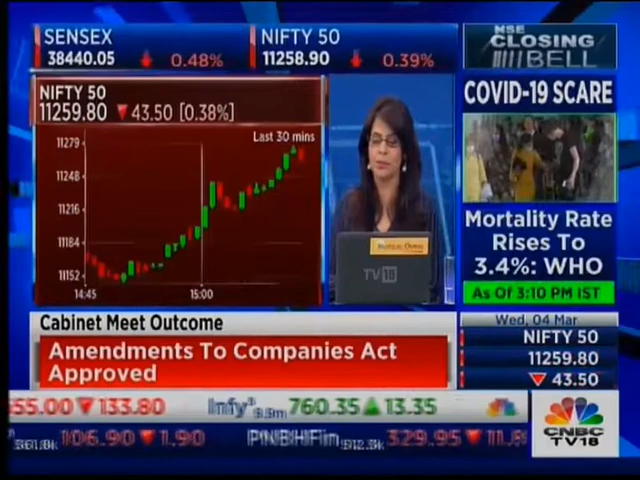 SENSEX
38440.05 0.48%
NIFTY 50
11258.90 0.39%
NSE
CLOSING
BELL
NIFTY 50
11259.80 43.50 [0.38%]
Last 30 mins
11279
11248
11216
11184
11152
14:45 15:00
TV18
COVID-19 SCARE
Mortality Rate
Rises To
3.4%: WHO
As Of 3:10 PM IST
Cabinet Meet Outcome
Amendments To Companies Act
Approved
Wed, 04 Mar
NIFTY 50
11259.80
43.50
55.00 133.80 Infy 9.9m 760.35 13.35
106.90 1.90 PNBHFin 329.95
CNBC
TV18